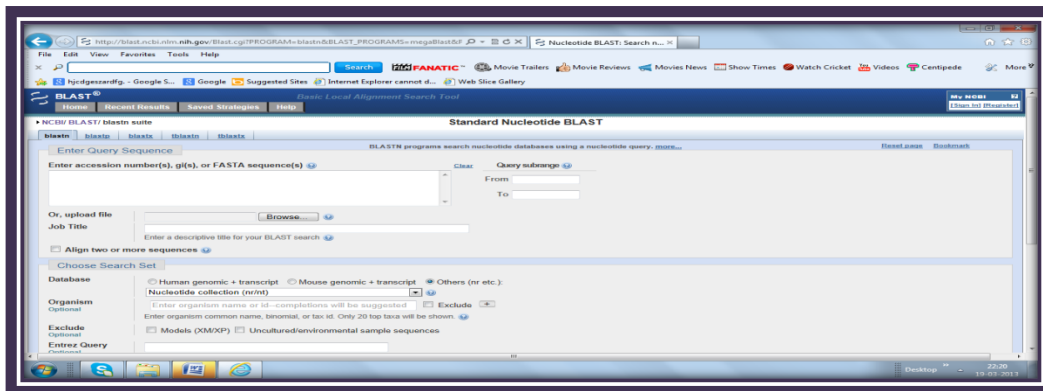 http://blast.ncbi.nlm.nih.gov/Blast.cgi?PROGRAM=blastn&BLAST_PROGRAMS=megaBlast&F Nucleotide BLAST: Search n...
File Edit View Favorites Tools Help
Search FANATIC Movie Trailers Movie Reviews Movies News Show Times Watch Cricket Videos Centipede More
hjcdgeszardfg. - Google S... Google Suggested Sites Internet Explorer cannot d... Web Slice Gallery
BLAST® Basic Local Alignment Search Tool My NCBI
Home Recent Results Saved Strategies Help [Sign In] [Register]
NCBI/ BLAST/ blastn suite Standard Nucleotide BLAST
blastn blastp blastx tblastn tblastx
Enter Query Sequence BLASTN programs search nucleotide databases using a nucleotide query. more... Reset page Bookmark
Enter accession number(s), gi(s), or FASTA sequence(s) Clear Query subrange
From
To
Or, upload file Browse...
Job Title
Enter a descriptive title for your BLAST search
Align two or more sequences
Choose Search Set
Database Human genomic + transcript Mouse genomic + transcript Others (nr etc.):
Nucleotide collection (nr/nt)
Organism Enter organism name or id--completions will be suggested Exclude +
Optional
Enter organism common name, binomial, or tax id. Only 20 top taxa will be shown.
Exclude Models (XM/XP) Uncultured/environmental sample sequences
Optional
Entrez Query
Optional
Desktop 22:20
19-03-2013